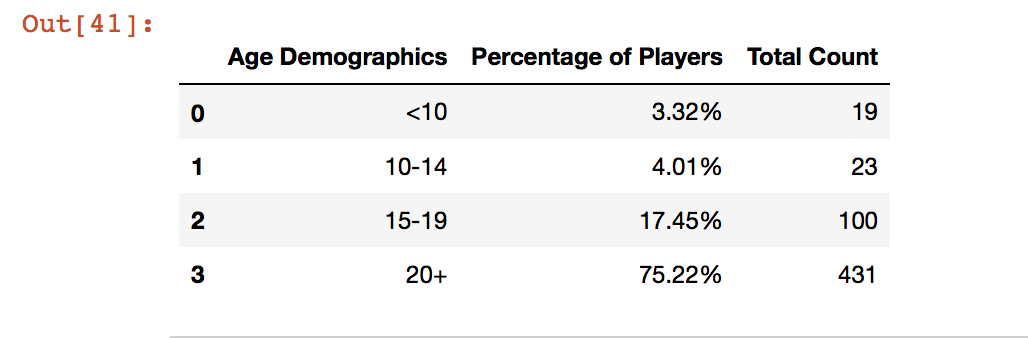 Out[41]:
Age Demographics Percentage of Players Total Count
0 <10 3.32% 19
1 10-14 4.01% 23
2 15-19 17.45% 100
3 20+ 75.22% 431